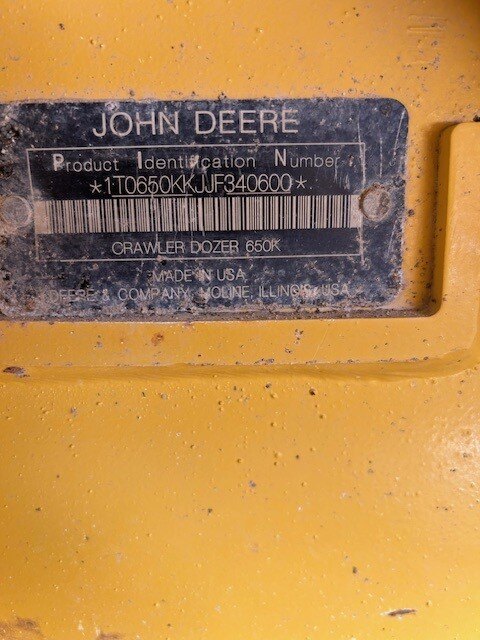 JOHN DEERE
Product Identification Number
*1T0650KKJJF340600*
CRAWLER DOZER 650K
MADE IN USA
DEERE & COMPANY, MOLINE, ILLINOIS, USA